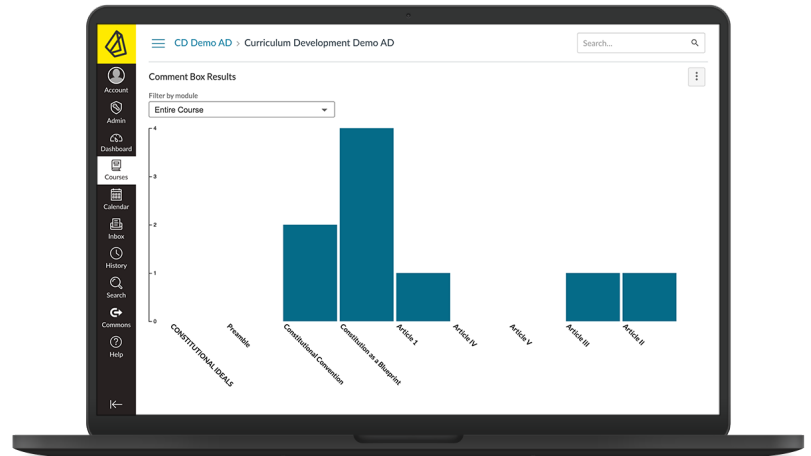 Account
Admin
Dashboard
Courses
Calendar
Inbox
History
Search
Commons
Help
CD Demo AD > Curriculum Development Demo AD
Search...
Comment Box Results
Filter by module
Entire Course
4
3
2
1
0
CONSTITUTIONAL IDEALS
Preamble
Constitutional Convention
Constitution as a Blueprint
Article 1
Article IV
Article V
Article III
Article II